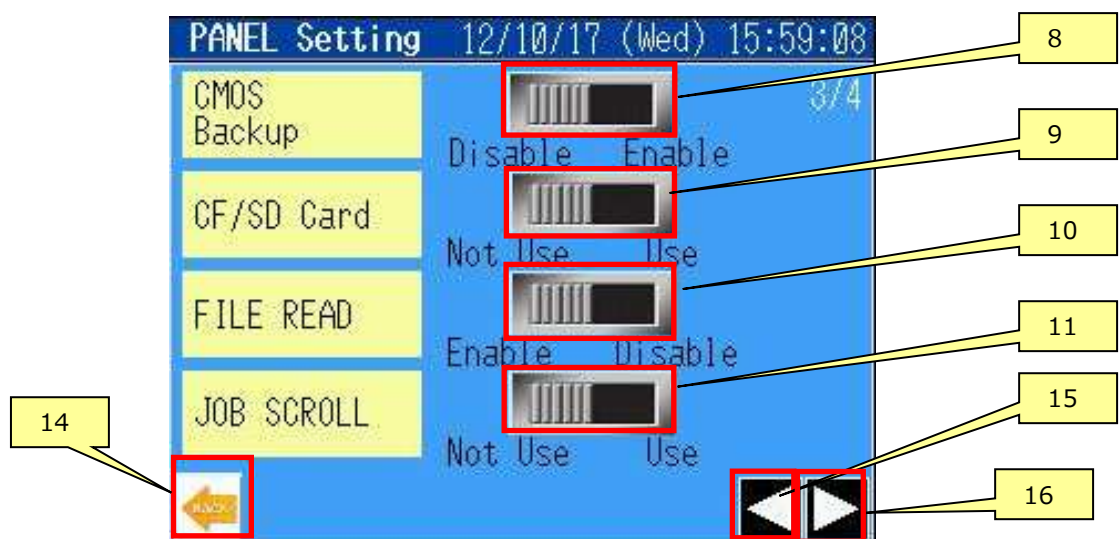 PANEL Setting 12/10/17 (Wed) 15:59:08
8
3/4
CMOS
Backup
Disable Enable
9
CF/SD Card
Not Use Use
10
FILE READ
Enable Disable
11
JOB SCROLL
Not Use Use
15
14
BACK
16